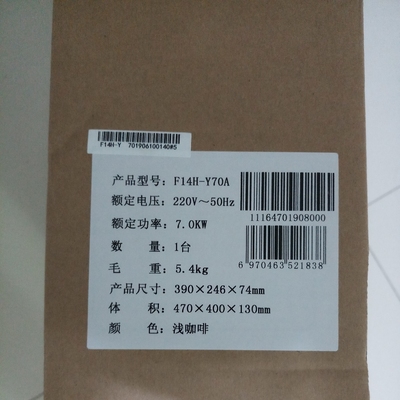 F14H-Y 701906100140#5
产品型号: F14H-Y70A
额定电压: 220V～50Hz
11164701908000
额定功率: 7.0KW
数 量: 1台
毛 重: 5.4kg
6 970463 521838
产品尺寸: 390×246×74mm
体 积: 470×400×130mm
颜 色: 浅咖啡